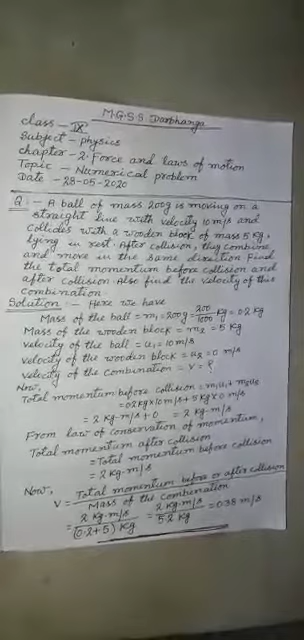 M.G.S.S Darbhanga
class - IX
Subject - physics
chapter - 2. Force and laws of motion
Topic - Numerical problem
Date - 28-05-2020
Q: - A ball of mass 200g is moving on a
straight line with velocity 10 m/s and
Collides with a wooden block of mass 5 kg,
lying in rest. After collision, they combine
and move in the same direction Find
the total momentum before collision and
after collision Also find the velocity of this
Combination
Solution - Here we have
Mass of the ball = m₁ = 200g = 200/1000 kg = 0.2 kg
Mass of the wooden block = m₂ = 5 kg
velocity of the ball = u₁ = 10 m/s
velocity of the wooden block = u₂ = 0 m/s
velocity of the combination = v = ?
Now,
Total momentum before collision = m₁u₁ + m₂u₂
= 0.2 kg x 10 m/s + 5 kg x 0 m/s
= 2 kg-m/s + 0 = 2 kg-m/s
From law of conservation of momentum,
Total momentum after collision
= Total momentum before collision
= 2 kg-m/s
Now,
v = Total momentum before or after collision
Mass of the combination
= 2 kg-m/s / (0.2+5) kg = 2 kg-m/s / 5.2 kg = 0.38 m/s